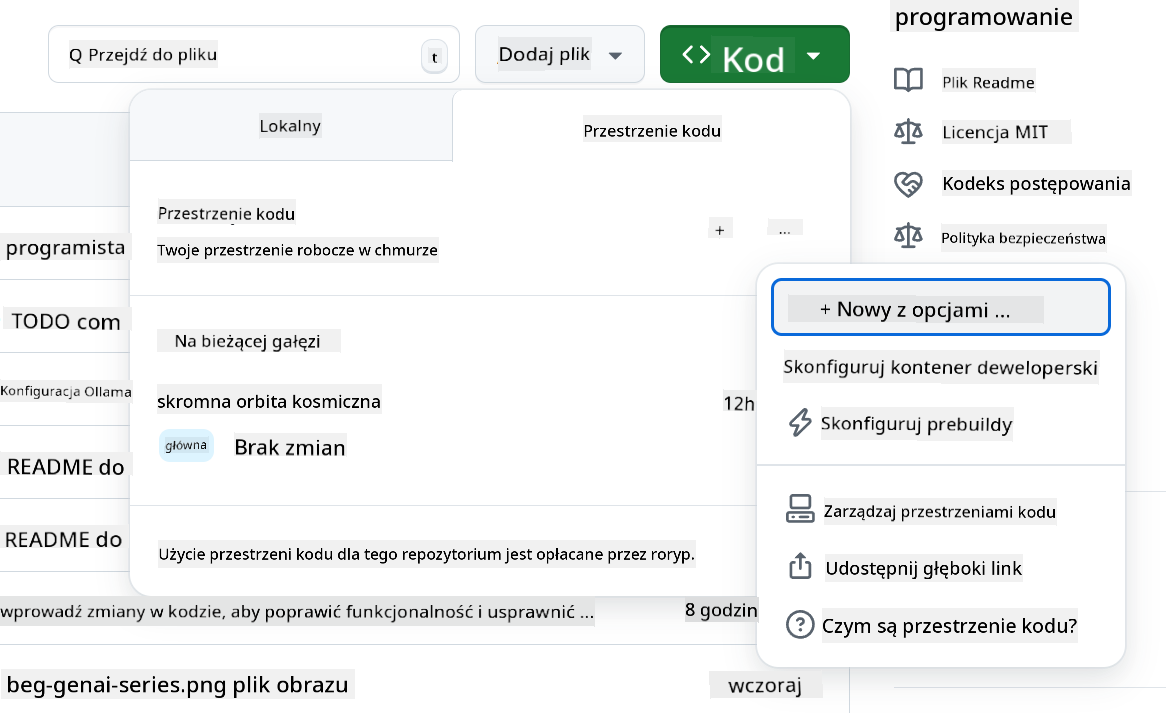 Przejdź do pliku
t
Dodaj plik
<> Kod
programowanie
Plik Readme
Licencja MIT
Kodeks postępowania
Polityka bezpieczeństwa
Lokalny
Przestrzenie kodu
Przestrzenie kodu
+ ...
Twoje przestrzenie robocze w chmurze
programista
TODO com
Konfiguracja Ollama
README do
README do
Na bieżącej gałęzi
skromna orbita kosmiczna
12h
główna
Brak zmian
Użycie przestrzeni kodu dla tego repozytorium jest opłacane przez roryp.
+ Nowy z opcjami ...
Skonfiguruj kontener deweloperski
Skonfiguruj prebuildy
Zarządzaj przestrzeniami kodu
Udostępnij głęboki link
Czym są przestrzenie kodu?
wprowadź zmiany w kodzie, aby poprawić funkcjonalność i usprawnić ...
8 godzin
beg-genai-series.png plik obrazu
wczoraj